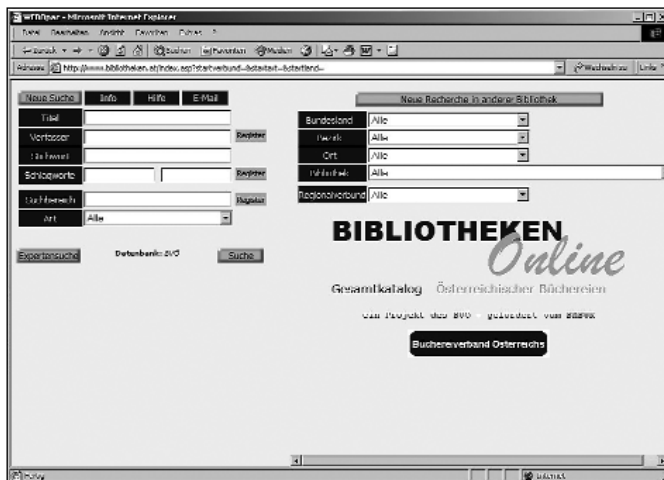 WEBOpac - Microsoft Internet Explorer
Datei Bearbeiten Ansicht Favoriten Extras ?
Zurück Suchen Favoriten Medien
Adresse http://www.bibliotheken.at/index.asp?startverbund=&startart=&startland= Wechseln zu Links
Neue Suche Info Hilfe E-Mail
Titel
Verfasser Register
Stichwort
Schlagworte Register
Suchbereich Register
Art Alle
Expertensuche Datenbank: BVÖ Suche
Neue Recherche in anderer Bibliothek
Bundesland Alle
Bezirk Alle
Ort Alle
Bibliothek Alle
Regionalverbund Alle
BIBLIOTHEKEN
Online
Gesamtkatalog Österreichischer Büchereien
ein Projekt des BVÖ - gefördert vom BMBWK
Büchereiverband Österreichs
Fertig Internet